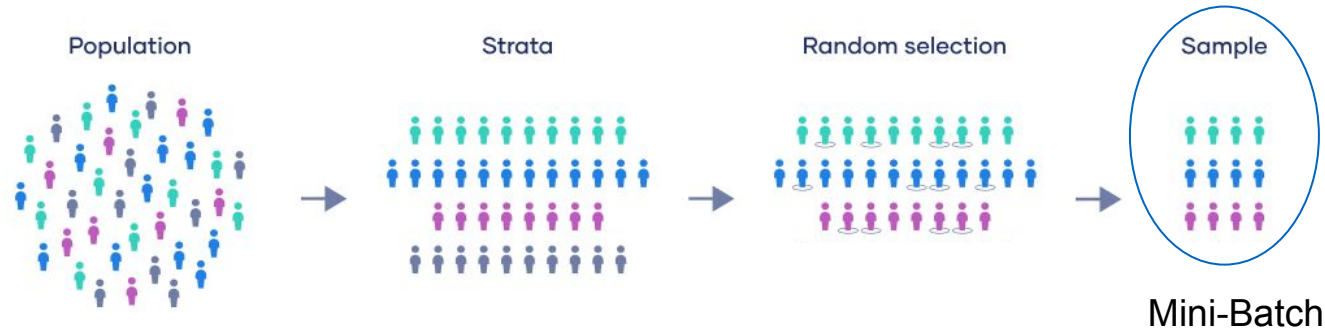 Population
Strata
Random selection
Sample
Mini-Batch